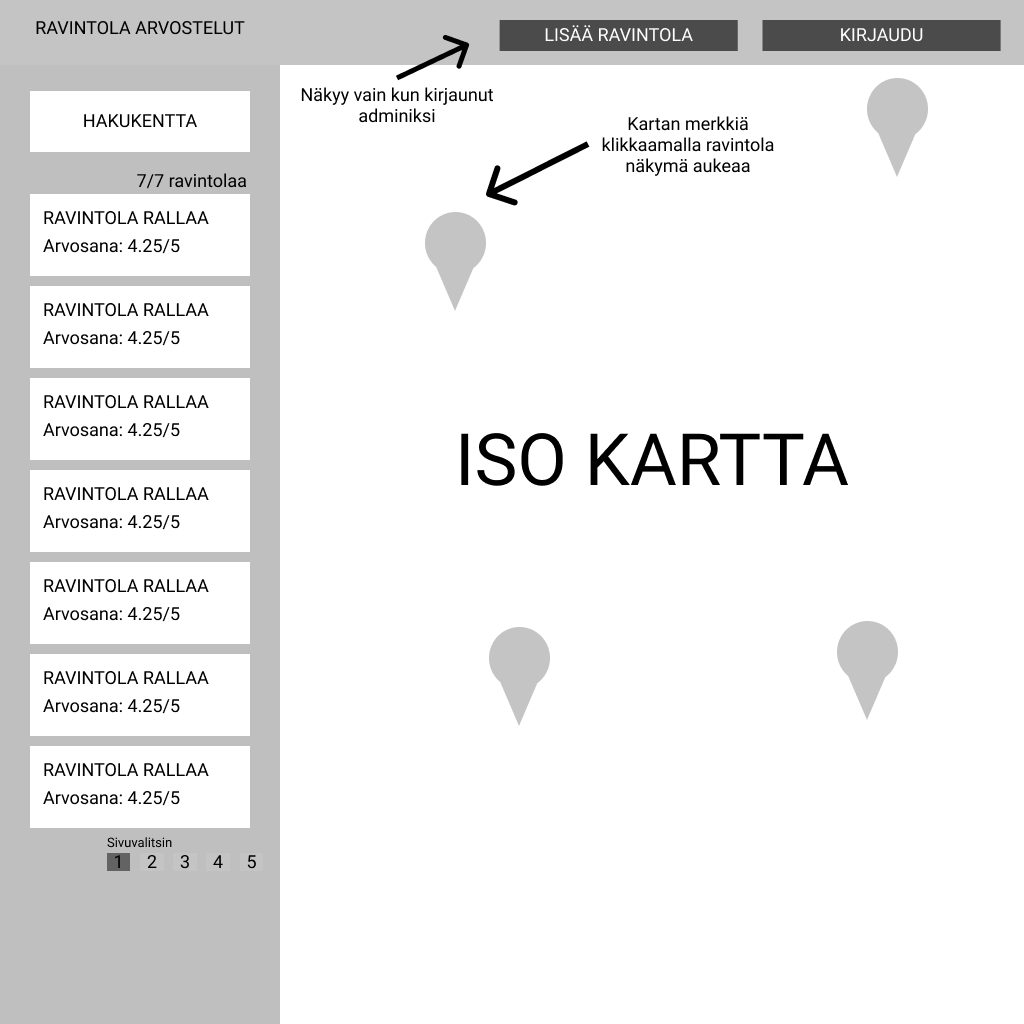 RAVINTOLA ARVOSTELUT
LISÄÄ RAVINTOLA
KIRJAUDU
Näkyy vain kun kirjaunut
adminiksi
Kartan merkkiä
klikkaamalla ravintola
näkymä aukeaa
HAKUKENTTA
7/7 ravintolaa
RAVINTOLA RALLAA
Arvosana: 4.25/5
RAVINTOLA RALLAA
Arvosana: 4.25/5
RAVINTOLA RALLAA
Arvosana: 4.25/5
RAVINTOLA RALLAA
Arvosana: 4.25/5
RAVINTOLA RALLAA
Arvosana: 4.25/5
RAVINTOLA RALLAA
Arvosana: 4.25/5
RAVINTOLA RALLAA
Arvosana: 4.25/5
Sivuvalitsin
1 2 3 4 5
ISO KARTTA